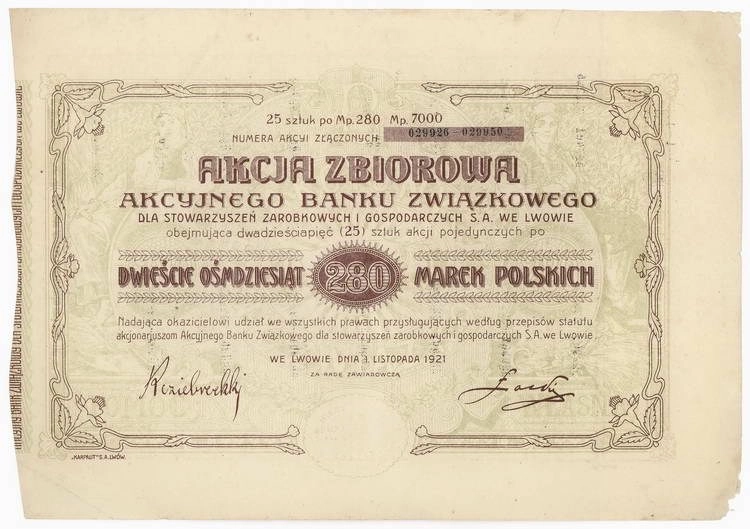 25 sztuk po Mp. 280 Mp. 7000
NUMERA AKCYI ZŁĄCZONYCH 029926 - 029950
AKCJA ZBIOROWA
AKCYJNEGO BANKU ZWIĄZKOWEGO
DLA STOWARZYSZEŃ ZAROBKOWYCH I GOSPODARCZYCH S.A. WE LWOWIE
obejmująca dwadzieściapięć (25) sztuk akcji pojedynczych po
DWIEŚCIE OŚMDZIESIĄT 280 MAREK POLSKICH
Nadająca okazicielowi udział we wszystkich prawach przysługujących według przepisów statutu
akcjonarjuszom Akcyjnego Banku Związkowego dla stowarzyszeń zarobkowych i gospodarczych S.A. we Lwowie.
WE LWOWIE DNIA 3. LISTOPADA 1921
ZA RADĘ ZAWIADOWCZĄ
„KARPALIT” S.A. LWÓW.